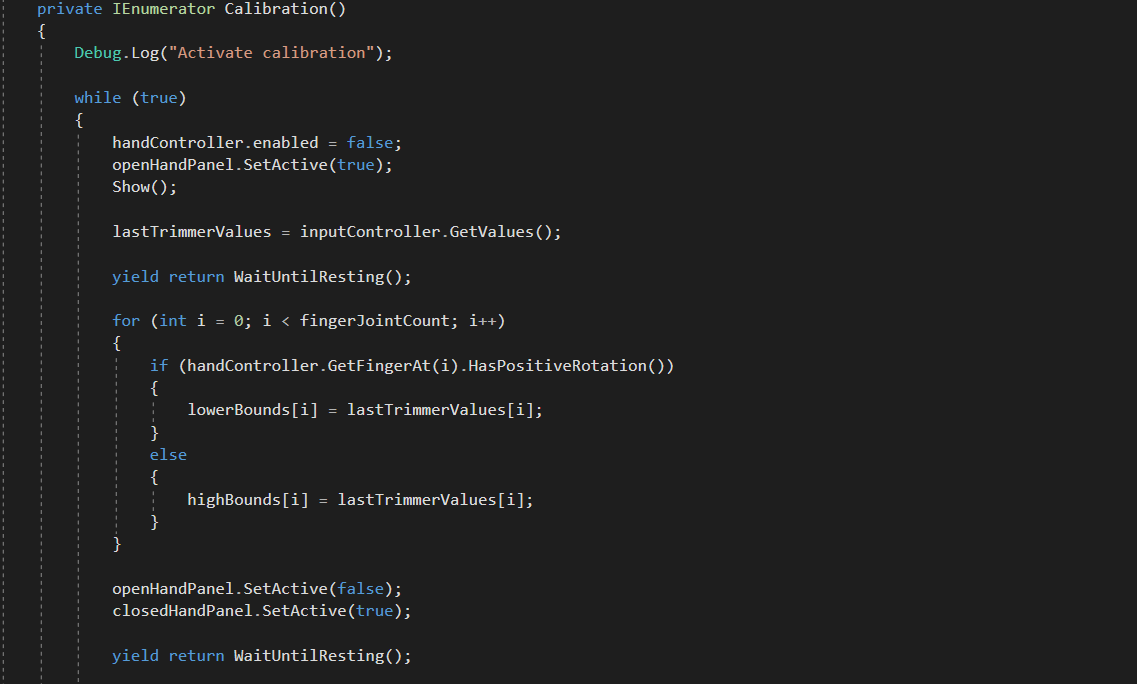 private IEnumerator Calibration()
{
Debug.Log("Activate calibration");
while (true)
{
handController.enabled = false;
openHandPanel.SetActive(true);
Show();
lastTrimmerValues = inputController.GetValues();
yield return WaitUntilResting();
for (int i = 0; i < fingerJointCount; i++)
{
if (handController.GetFingerAt(i).HasPositiveRotation())
{
lowerBounds[i] = lastTrimmerValues[i];
}
else
{
highBounds[i] = lastTrimmerValues[i];
}
}
openHandPanel.SetActive(false);
closedHandPanel.SetActive(true);
yield return WaitUntilResting();